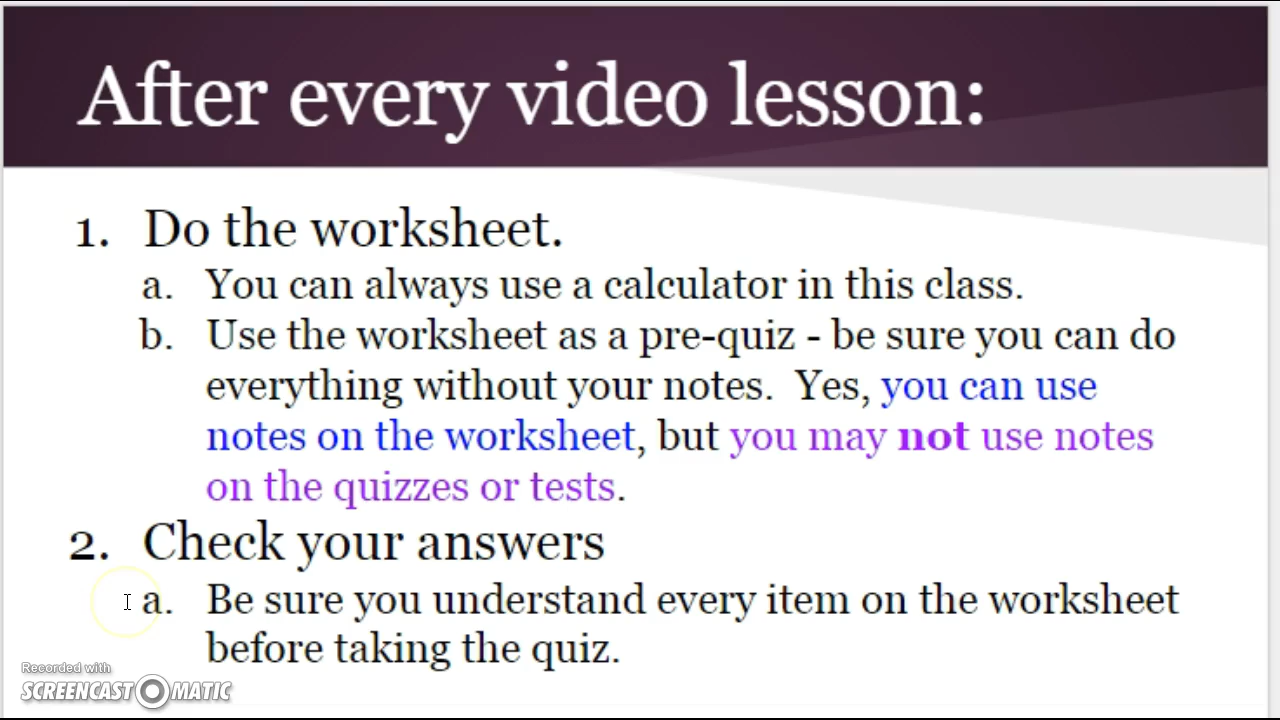 After every video lesson:
1. Do the worksheet.
a. You can always use a calculator in this class.
b. Use the worksheet as a pre-quiz - be sure you can do
everything without your notes. Yes, you can use
notes on the worksheet, but you may not use notes
on the quizzes or tests.
2. Check your answers
a. Be sure you understand every item on the worksheet
before taking the quiz.
Recorded with
SCREENCAST-O-MATIC